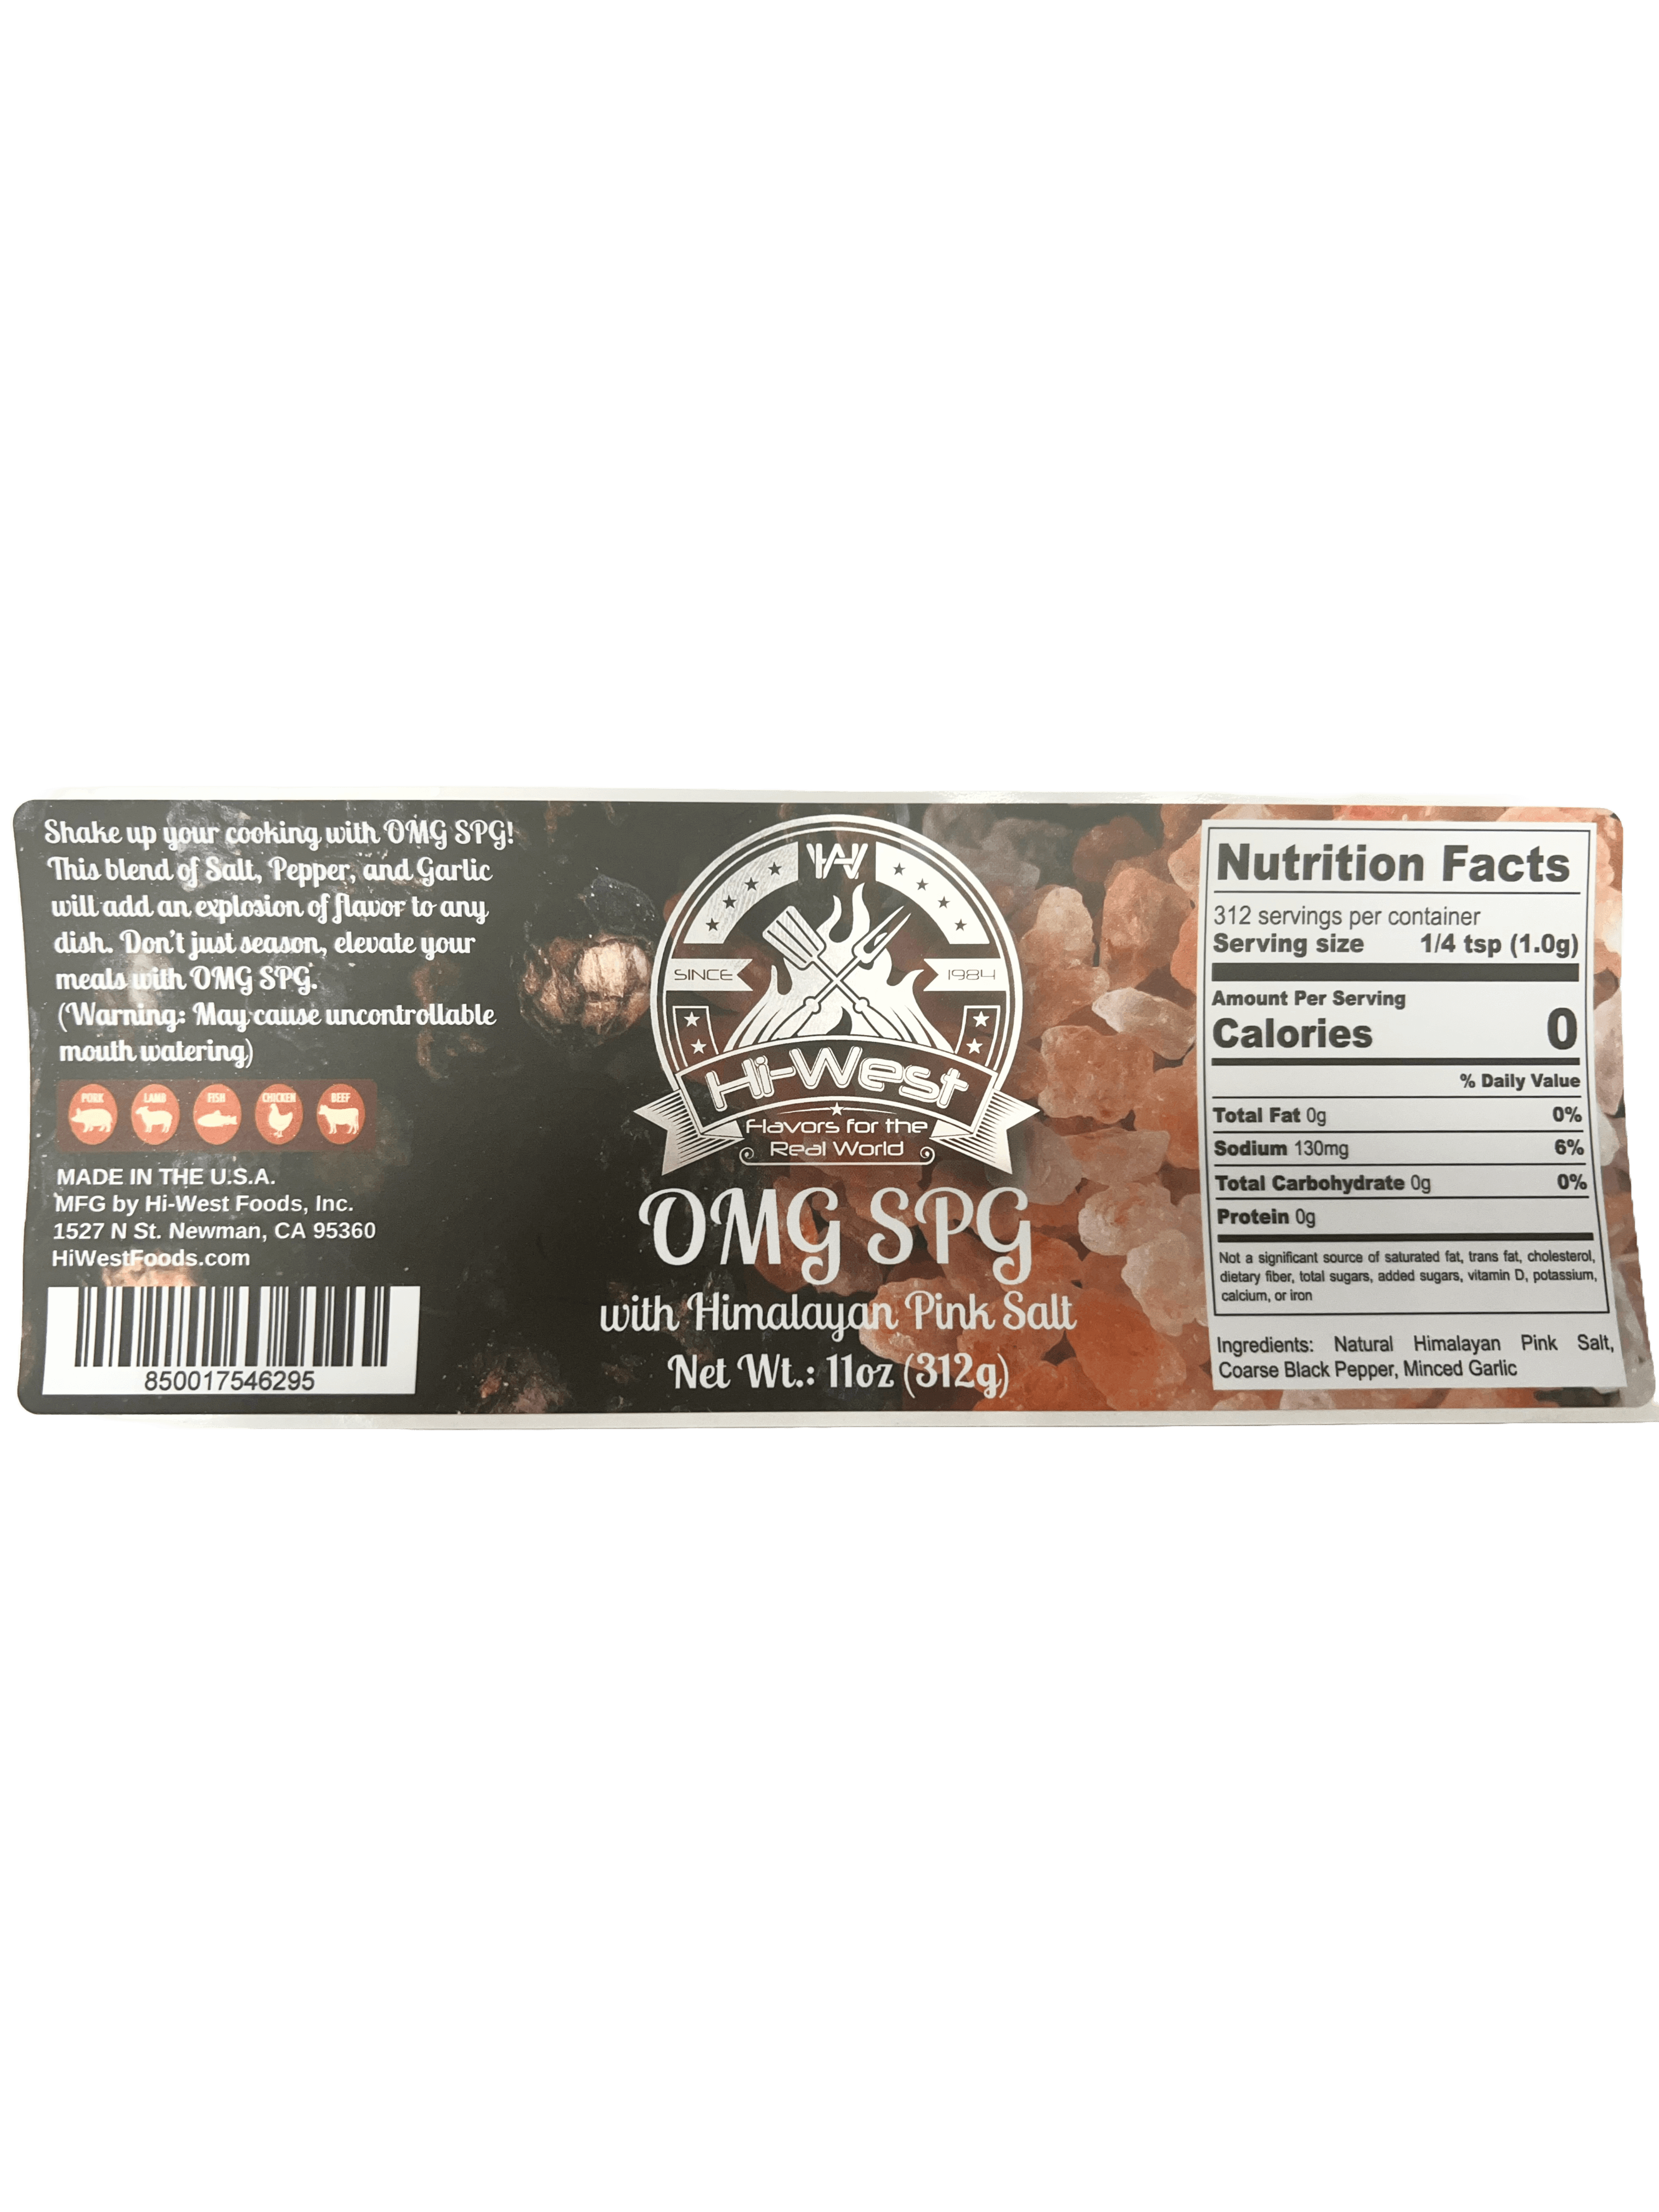 Shake up your cooking with OMG SPG!
This blend of Salt, Pepper, and Garlic
will add an explosion of flavor to any
dish. Don't just season, elevate your
meals with OMG SPG.
(Warning: May cause uncontrollable
mouth watering)
PORK LAMB FISH CHICKEN BEEF
MADE IN THE U.S.A.
MFG by Hi-West Foods, Inc.
1527 N St. Newman, CA 95360
HiWestFoods.com
850017546295
HW
SINCE 1984
Hi-West
Flavors for the
Real World
OMG SPG
with Himalayan Pink Salt
Net Wt.: 11oz (312g)
Nutrition Facts
312 servings per container
Serving size 1/4 tsp (1.0g)
Amount Per Serving
Calories 0
% Daily Value
Total Fat 0g 0%
Sodium 130mg 6%
Total Carbohydrate 0g 0%
Protein 0g
Not a significant source of saturated fat, trans fat, cholesterol,
dietary fiber, total sugars, added sugars, vitamin D, potassium,
calcium, or iron
Ingredients: Natural Himalayan Pink Salt,
Coarse Black Pepper, Minced Garlic